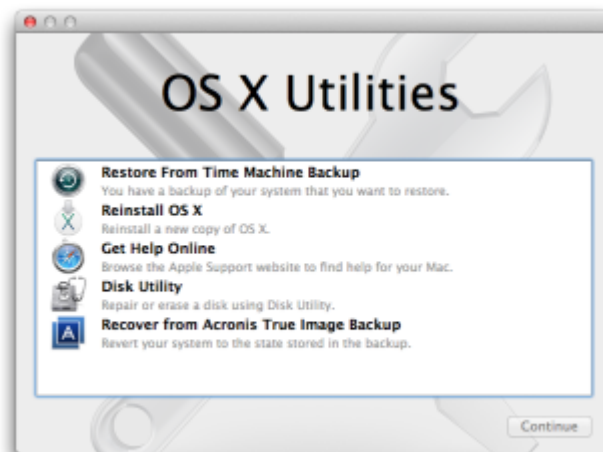 OS X Utilities
Restore From Time Machine Backup
You have a backup of your system that you want to restore.
Reinstall OS X
Reinstall a new copy of OS X.
Get Help Online
Browse the Apple Support website to find help for your Mac.
Disk Utility
Repair or erase a disk using Disk Utility.
Recover from Acronis True Image Backup
Revert your system to the state stored in the backup.
Continue